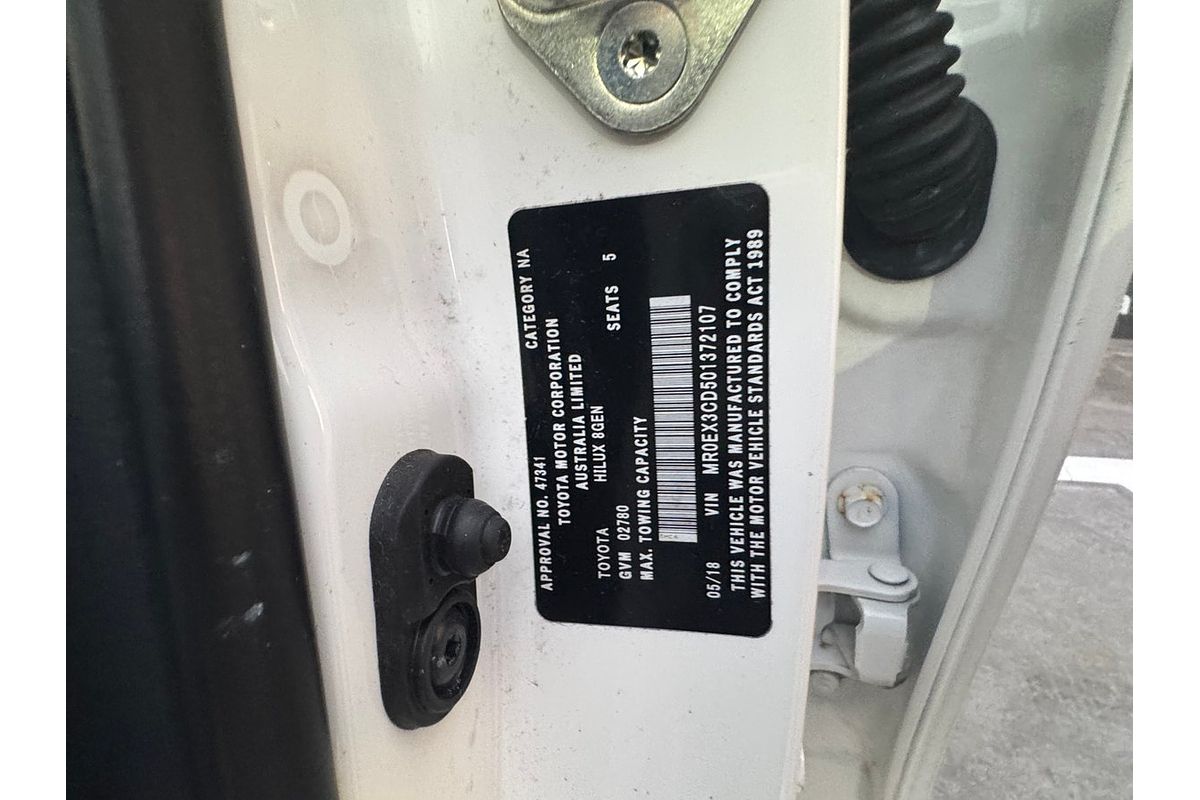 APPROVAL NO. 47341 CATEGORY NA
TOYOTA MOTOR CORPORATION
AUSTRALIA LIMITED
TOYOTA HILUX 8GEN
GVM 02780 SEATS 5
MAX. TOWING CAPACITY
05/18 VIN MR0EX3CD501372107
THIS VEHICLE WAS MANUFACTURED TO COMPLY
WITH THE MOTOR VEHICLE STANDARDS ACT 1989